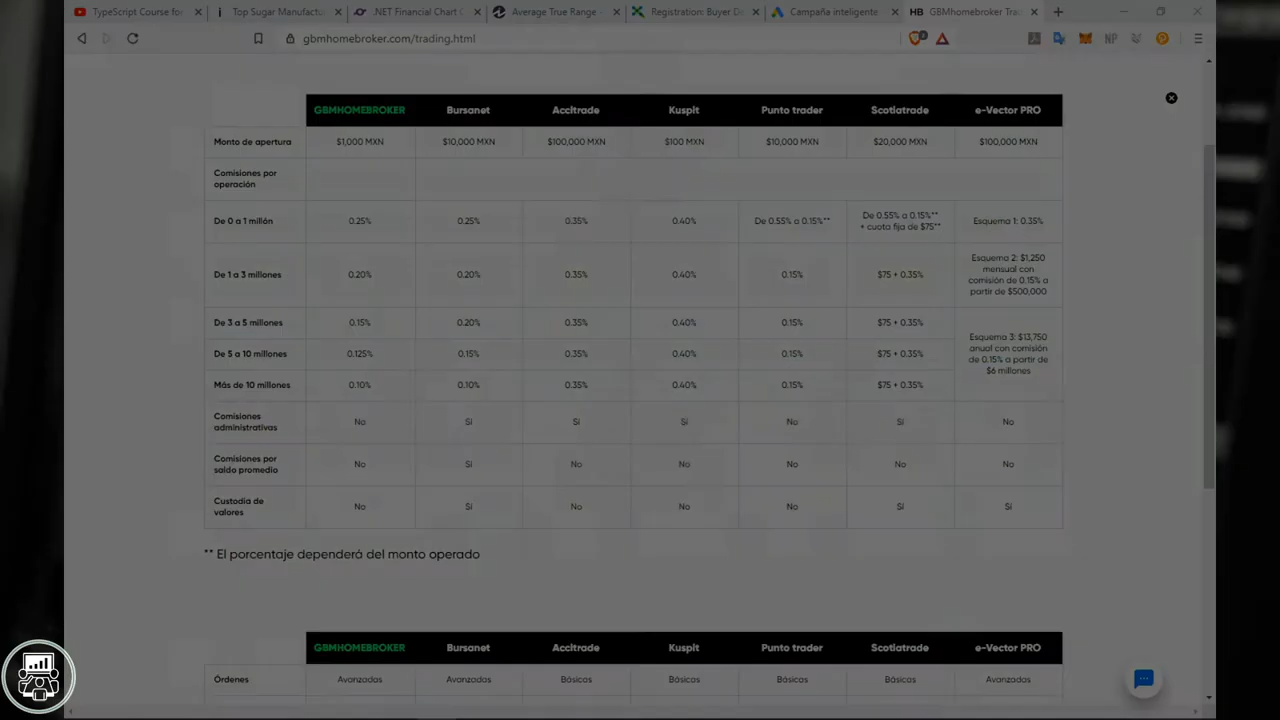 TypeScript Course for
Top Sugar Manufactu
.NET Financial Chart C
Average True Range
Registration: Buyer De
Campaña inteligente
HB GBMhomebroker Trad
gbmhomebroker.com/trading.html
GBMHOMEBROKER Bursanet Accitrade Kuspit Punto trader Scotiatrade e-Vector PRO
Monto de apertura $1,000 MXN $10,000 MXN $100,000 MXN $100 MXN $10,000 MXN $20,000 MXN $100,000 MXN
Comisiones por
operación
De 0 a 1 millón 0.25% 0.25% 0.35% 0.40% De 0.55% a 0.15%** De 0.55% a 0.15%**
+ cuota fija de $75** Esquema 1: 0.35%
De 1 a 3 millones 0.20% 0.20% 0.35% 0.40% 0.15% $75 + 0.35% Esquema 2: $1,250
mensual con
comisión de 0.15% a
partir de $500,000
De 3 a 5 millones 0.15% 0.20% 0.35% 0.40% 0.15% $75 + 0.35%
Esquema 3: $13,750
anual con comisión
de 0.15% a partir de
$6 millones
De 5 a 10 millones 0.125% 0.15% 0.35% 0.40% 0.15% $75 + 0.35%
Más de 10 millones 0.10% 0.10% 0.35% 0.40% 0.15% $75 + 0.35%
Comisiones
administrativas No Sí Sí Sí No Sí No
Comisiones por
saldo promedio No Sí No No No No No
Custodia de
valores No Sí No No No Sí Sí
** El porcentaje dependerá del monto operado
GBMHOMEBROKER Bursanet Accitrade Kuspit Punto trader Scotiatrade e-Vector PRO
Órdenes Avanzadas Avanzadas Básicas Básicas Básicas Básicas Avanzadas